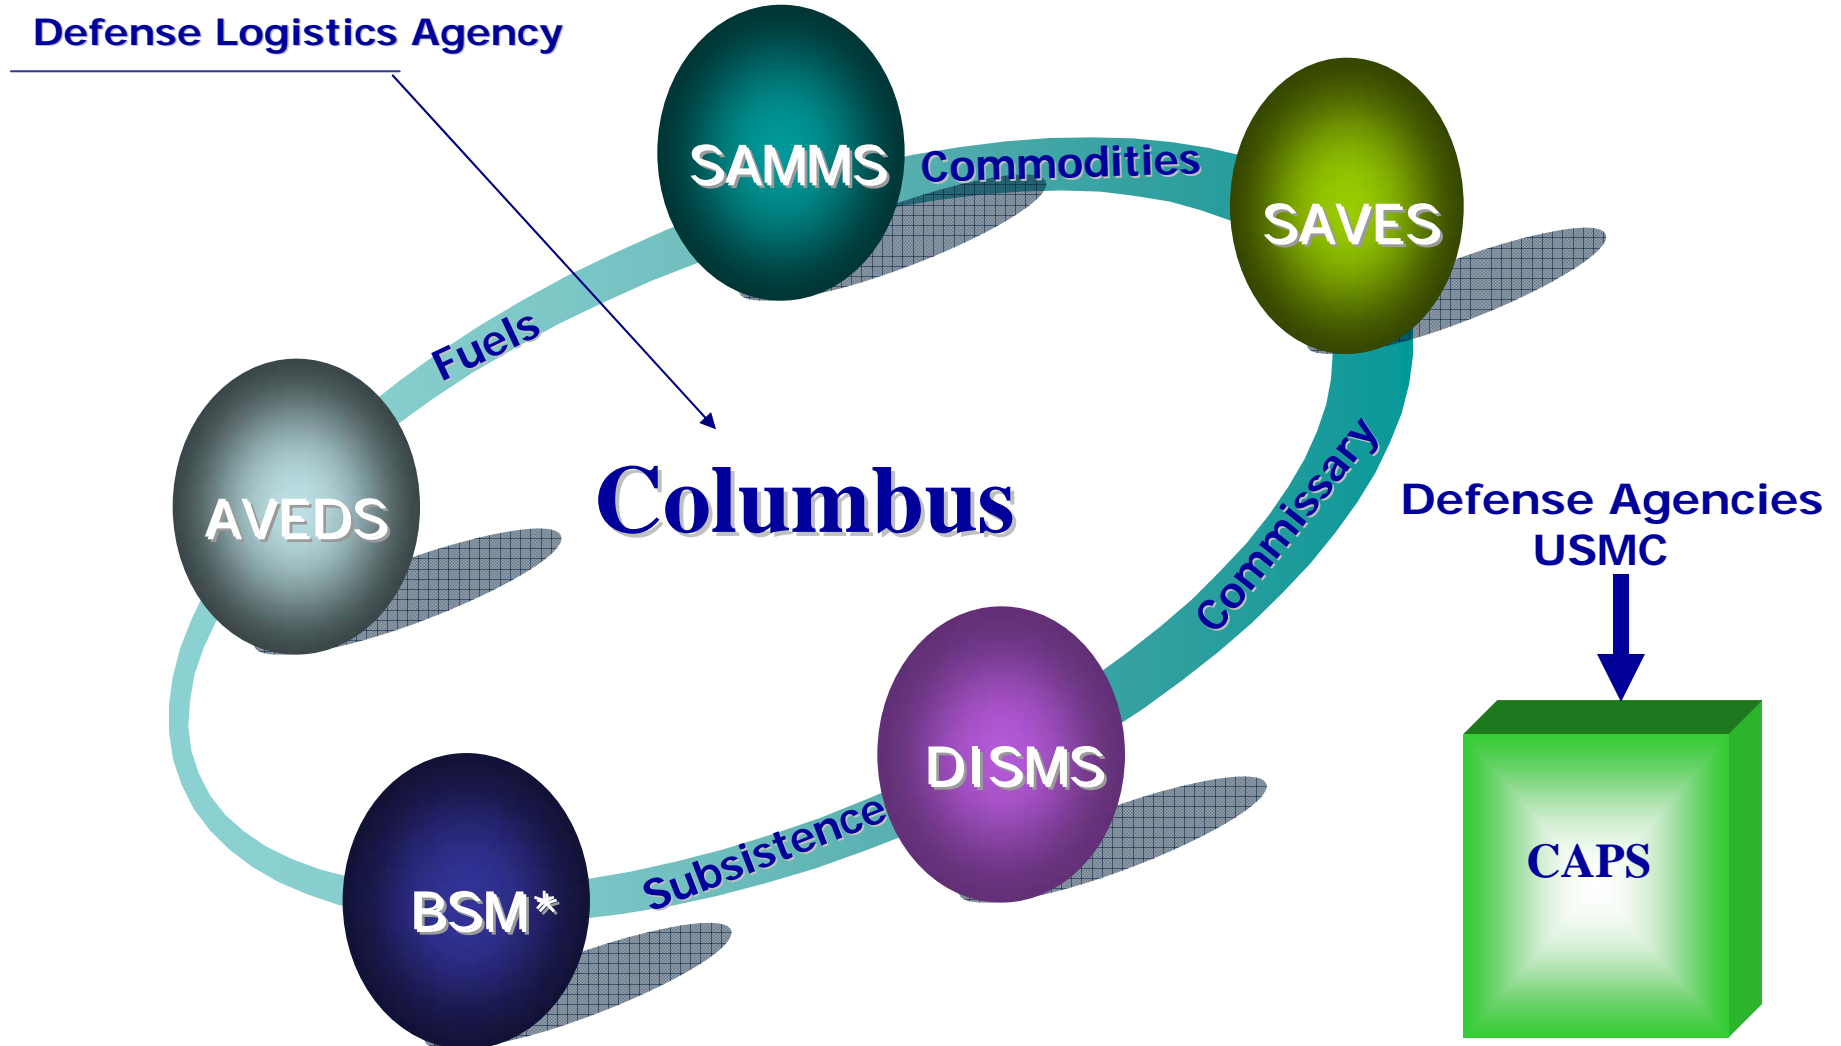 Defense Logistics Agency
SAMMS
Commodities
SAVES
Fuels
AVEDS
Columbus
Commissary
Defense Agencies
USMC
DISMS
Subsistence
BSM*
CAPS